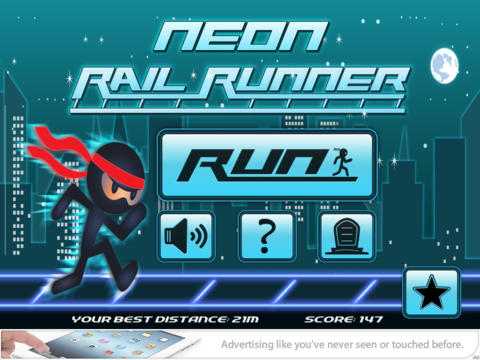 NEON
RAIL RUNNER
RUN
?
YOUR BEST DISTANCE: 21M SCORE: 147
Advertising like you've never seen or touched before.